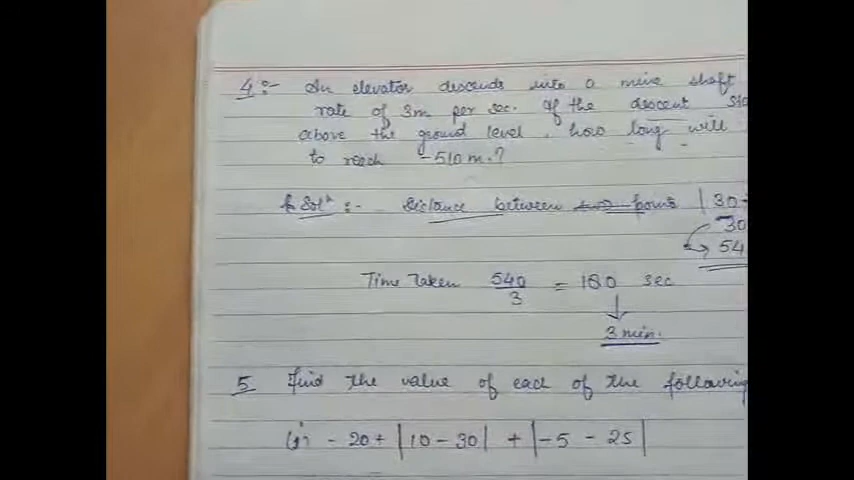 4:- An elevator descends into a mine shaft
rate of 3m per sec. If the descent
above the ground level, how long will
to reach -510m.?
Solⁿ :- distance between two points |30
30
54
Time Taken 540/3 = 180 sec
3 min.
5 Find the value of each of the following
(i) - 20 + |10 - 30| + |-5 - 25|